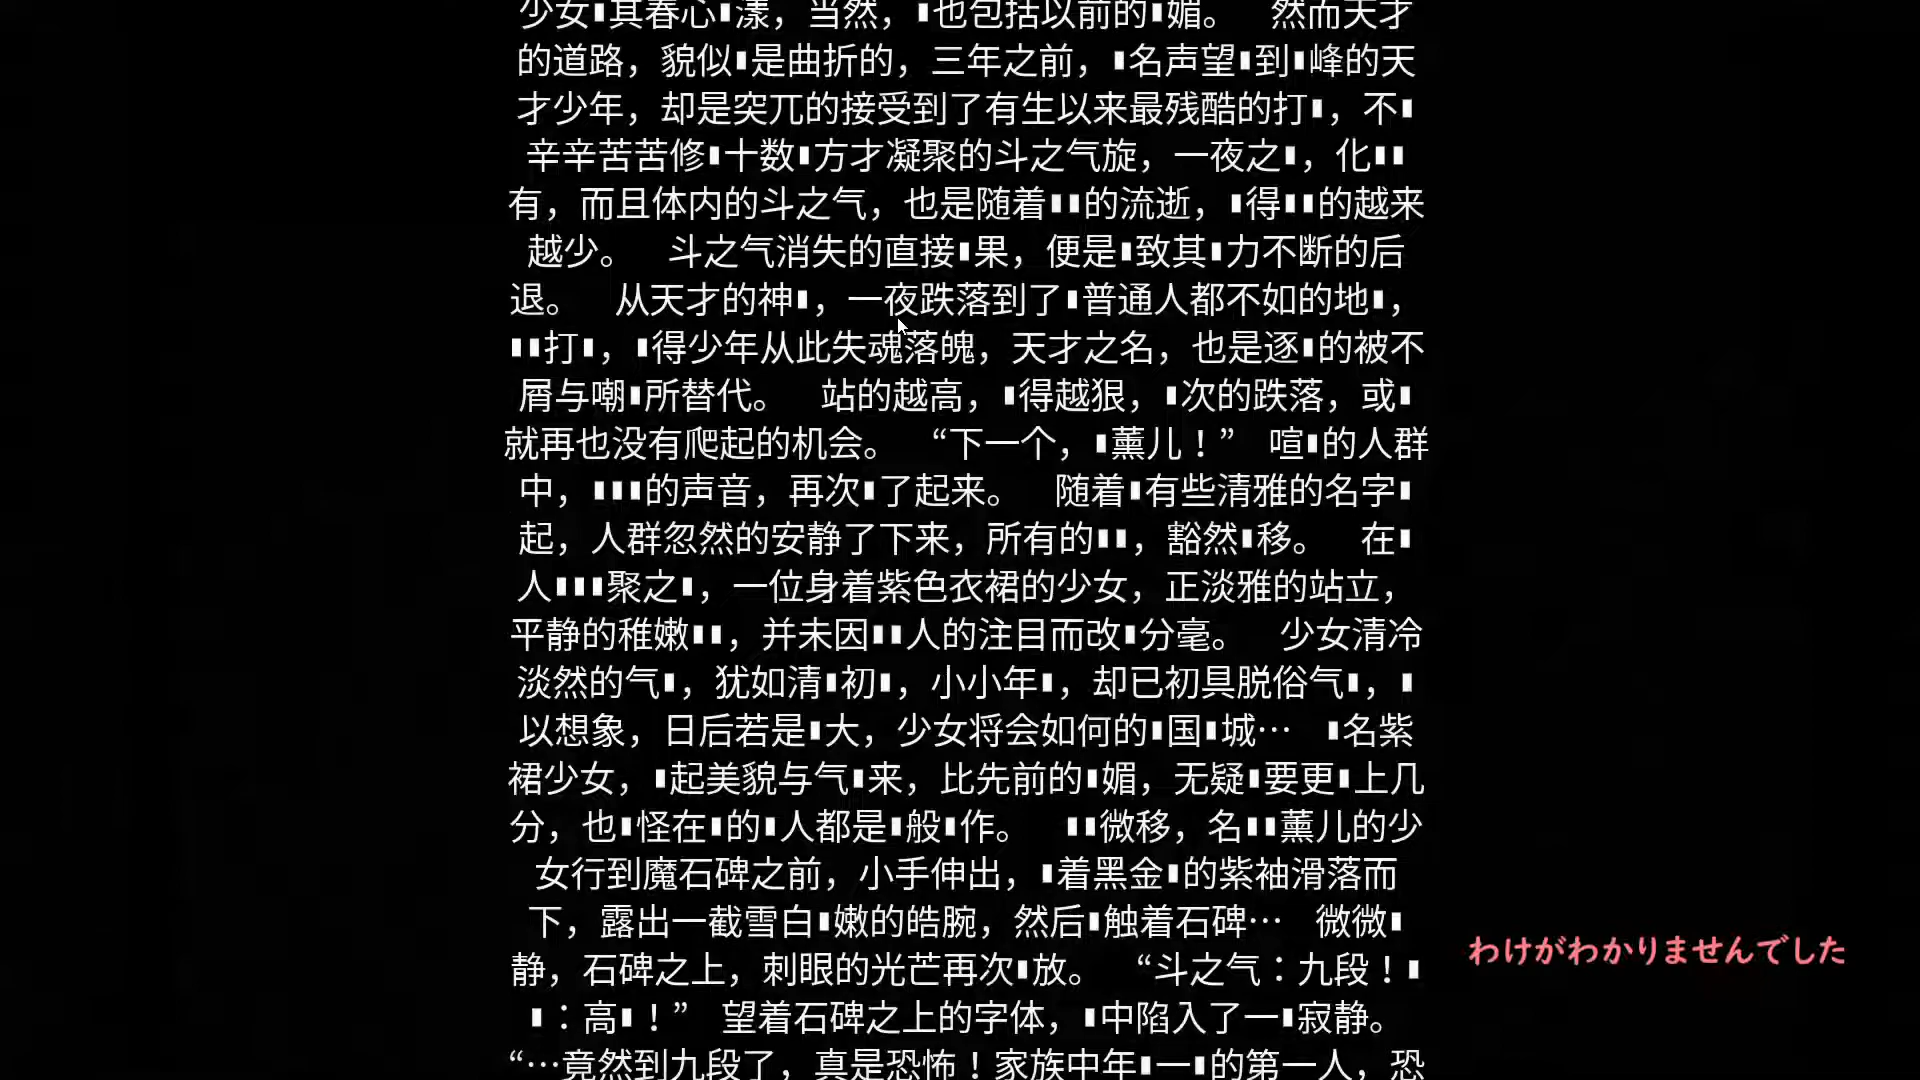 少女▮其春心▮漾，当然，▮也包括以前的▮媚。　然而天才
的道路，貌似▮是曲折的，三年之前，▮名声望▮到▮峰的天
才少年，却是突兀的接受到了有生以来最残酷的打▮，不▮
辛辛苦苦修▮十数▮方才凝聚的斗之气旋，一夜之▮，化▮▮
有，而且体内的斗之气，也是随着▮▮的流逝，▮得▮▮的越来
越少。　斗之气消失的直接▮果，便是▮致其▮力不断的后
退。　从天才的神▮，一夜跌落到了▮普通人都不如的地▮，
▮▮打▮，▮得少年从此失魂落魄，天才之名，也是逐▮的被不
屑与嘲▮所替代。　站的越高，▮得越狠，▮次的跌落，或▮
就再也没有爬起的机会。　“下一个，▮薰儿！”　喧▮的人群
中，▮▮▮的声音，再次▮了起来。　随着▮有些清雅的名字▮
起，人群忽然的安静了下来，所有的▮▮，豁然▮移。　在▮
人▮▮▮聚之▮，一位身着紫色衣裙的少女，正淡雅的站立，
平静的稚嫩▮▮，并未因▮▮人的注目而改▮分毫。　少女清冷
淡然的气▮，犹如清▮初▮，小小年▮，却已初具脱俗气▮，▮
以想象，日后若是▮大，少女将会如何的▮国▮城…　▮名紫
裙少女，▮起美貌与气▮来，比先前的▮媚，无疑▮要更▮上几
分，也▮怪在▮的▮人都是▮般▮作。　▮▮微移，名▮▮薰儿的少
女行到魔石碑之前，小手伸出，▮着黑金▮的紫袖滑落而
下，露出一截雪白▮嫩的皓腕，然后▮触着石碑…　微微▮
静，石碑之上，刺眼的光芒再次▮放。　“斗之气：九段！▮
▮：高▮！”　望着石碑之上的字体，▮中陷入了一▮寂静。
“…竟然到九段了，真是恐怖！家族中年▮一▮的第一人，恐
わけがわかりませんでした